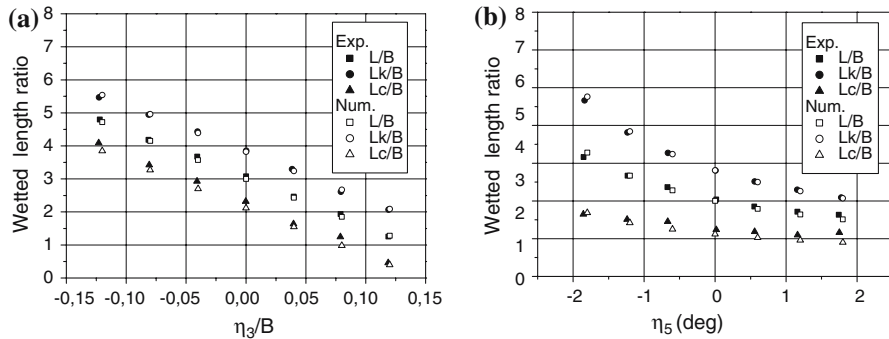 (a)
8
7
6
5
4
3
2
1
0
Wetted length ratio
-0,15 -0,10 -0,05 0,00 0,05 0,10 0,15
η3/B
Exp.
L/B
Lk/B
Lc/B
Num.
L/B
Lk/B
Lc/B
(b)
8
7
6
5
4
3
2
1
0
Wetted length ratio
-2 -1 0 1 2
η5 (deg)
Exp.
L/B
Lk/B
Lc/B
Num.
L/B
Lk/B
Lc/B